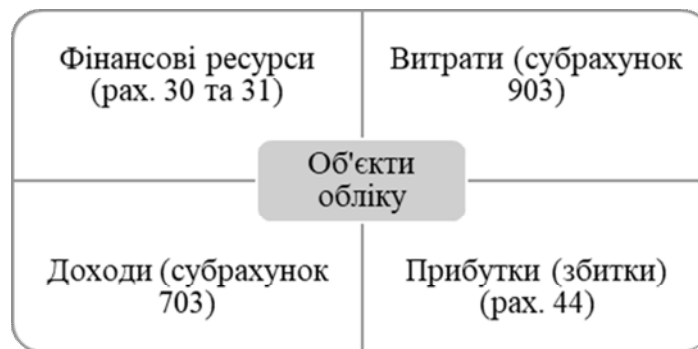 Фінансові ресурси
(рах. 30 та 31)
Витрати (субрахунок
903)
Об'єкти
обліку
Доходи (субрахунок
703)
Прибутки (збитки)
(рах. 44)